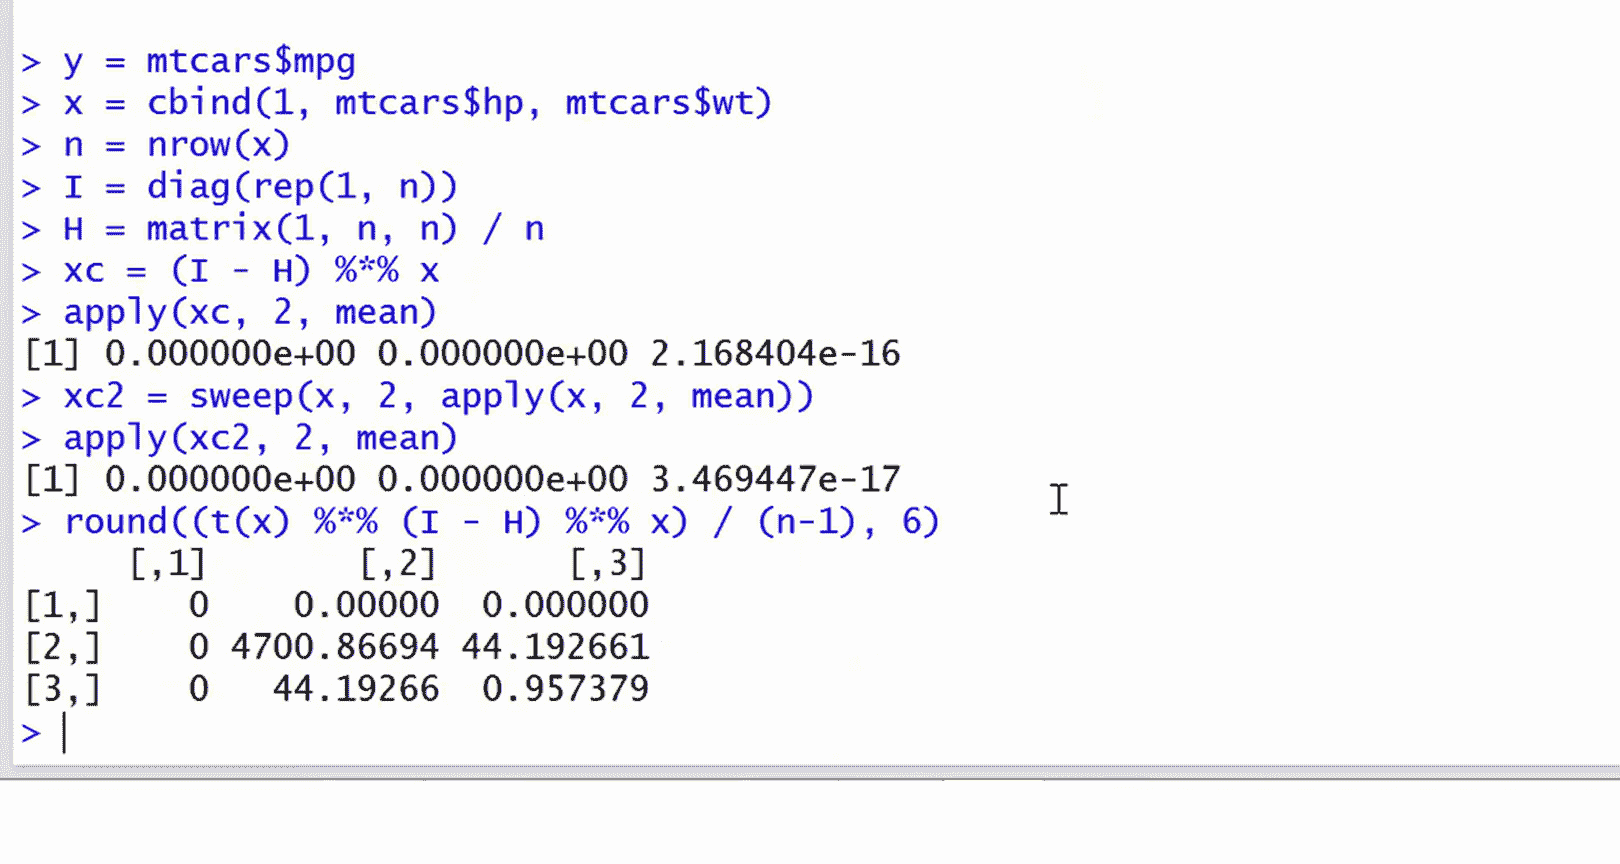 > y = mtcars$mpg
> x = cbind(1, mtcars$hp, mtcars$wt)
> n = nrow(x)
> I = diag(rep(1, n))
> H = matrix(1, n, n) / n
> xc = (I - H) %*% x
> apply(xc, 2, mean)
[1] 0.000000e+00 0.000000e+00 2.168404e-16
> xc2 = sweep(x, 2, apply(x, 2, mean))
> apply(xc2, 2, mean)
[1] 0.000000e+00 0.000000e+00 3.469447e-17
> round((t(x) %*% (I - H) %*% x) / (n-1), 6)
     [,1]       [,2]      [,3]
[1,]    0    0.00000  0.000000
[2,]    0 4700.86694 44.192661
[3,]    0   44.19266  0.957379
>